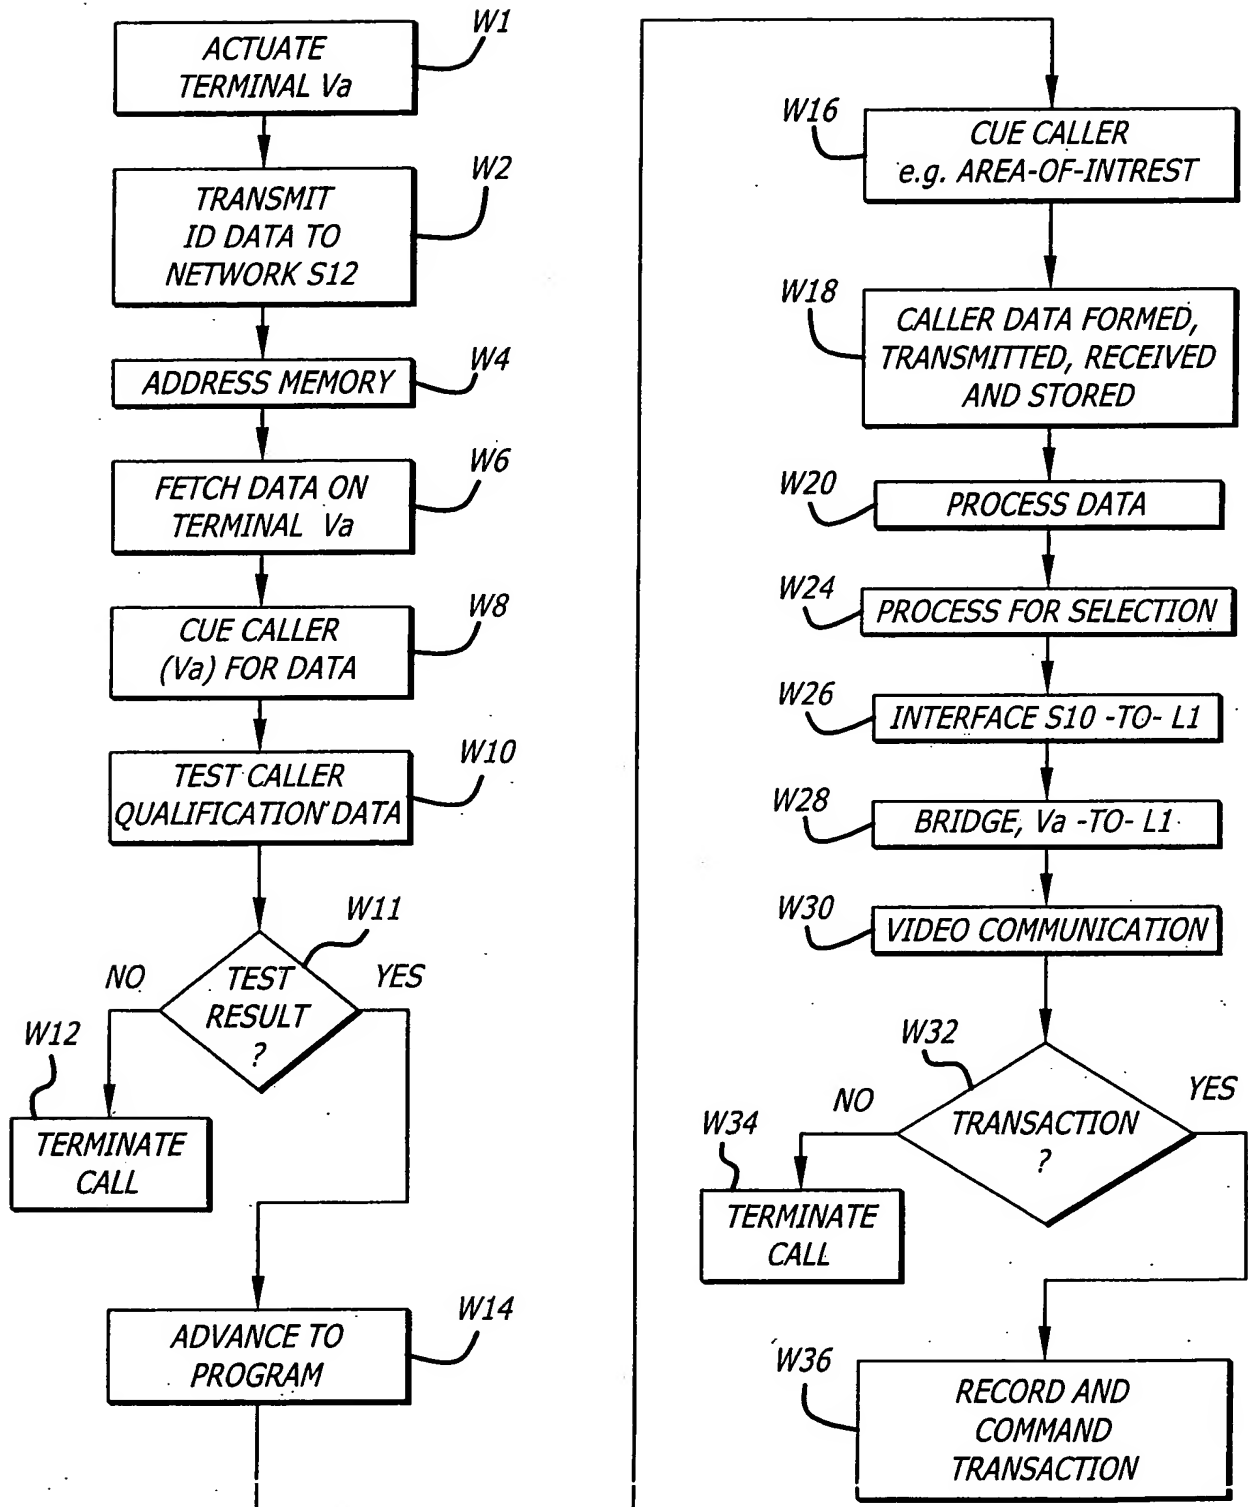 W1
ACTUATE
TERMINAL Va
W2
TRANSMIT
ID DATA TO
NETWORK S12
W4
ADDRESS MEMORY
W6
FETCH DATA ON
TERMINAL Va
W8
CUE CALLER
(Va) FOR DATA
W10
TEST CALLER
QUALIFICATION DATA
W11
NO
YES
TEST
RESULT
?
W12
TERMINATE
CALL
W14
ADVANCE TO
PROGRAM
W16
CUE CALLER
e.g. AREA-OF-INTREST
W18
CALLER DATA FORMED,
TRANSMITTED, RECEIVED
AND STORED
W20
PROCESS DATA
W24
PROCESS FOR SELECTION
W26
INTERFACE S10 -TO- L1
W28
BRIDGE, Va -TO- L1
W30
VIDEO COMMUNICATION
W32
NO
YES
TRANSACTION
?
W34
TERMINATE
CALL
W36
RECORD AND
COMMAND
TRANSACTION